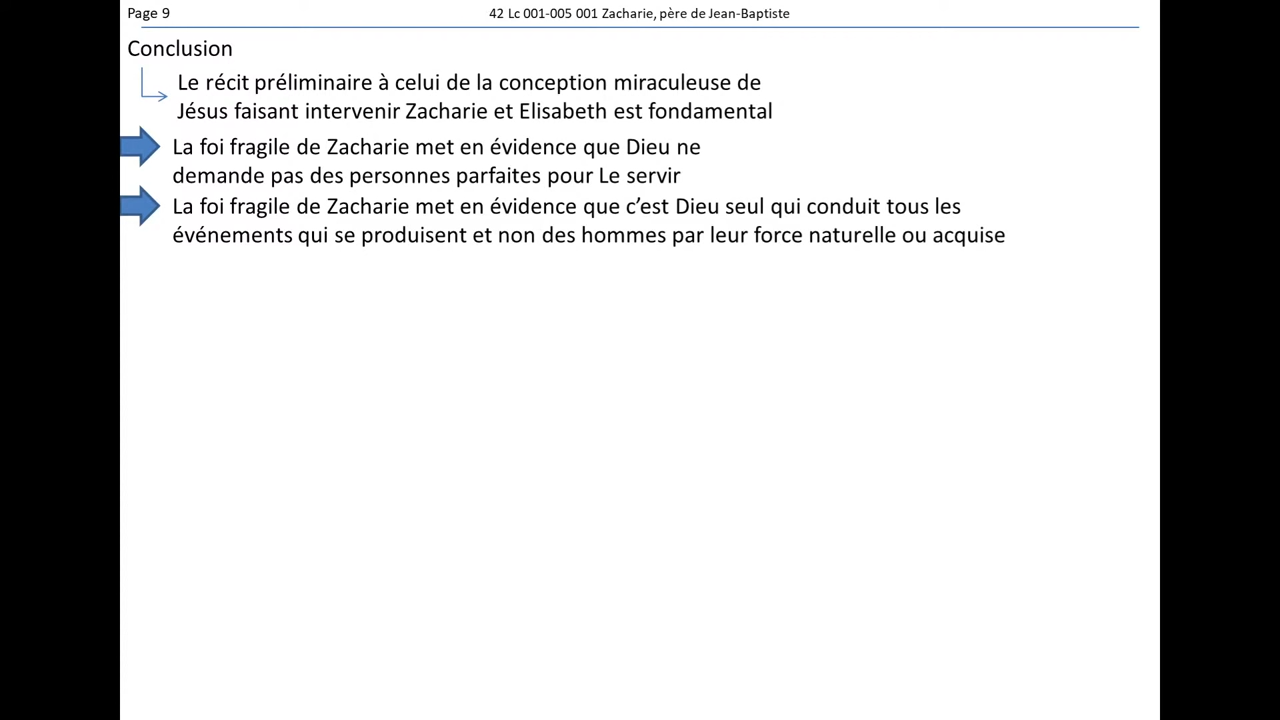 Page 9
42 Lc 001-005 001 Zacharie, père de Jean-Baptiste
Conclusion
Le récit préliminaire à celui de la conception miraculeuse de
Jésus faisant intervenir Zacharie et Elisabeth est fondamental
La foi fragile de Zacharie met en évidence que Dieu ne
demande pas des personnes parfaites pour Le servir
La foi fragile de Zacharie met en évidence que c’est Dieu seul qui conduit tous les
événements qui se produisent et non des hommes par leur force naturelle ou acquise